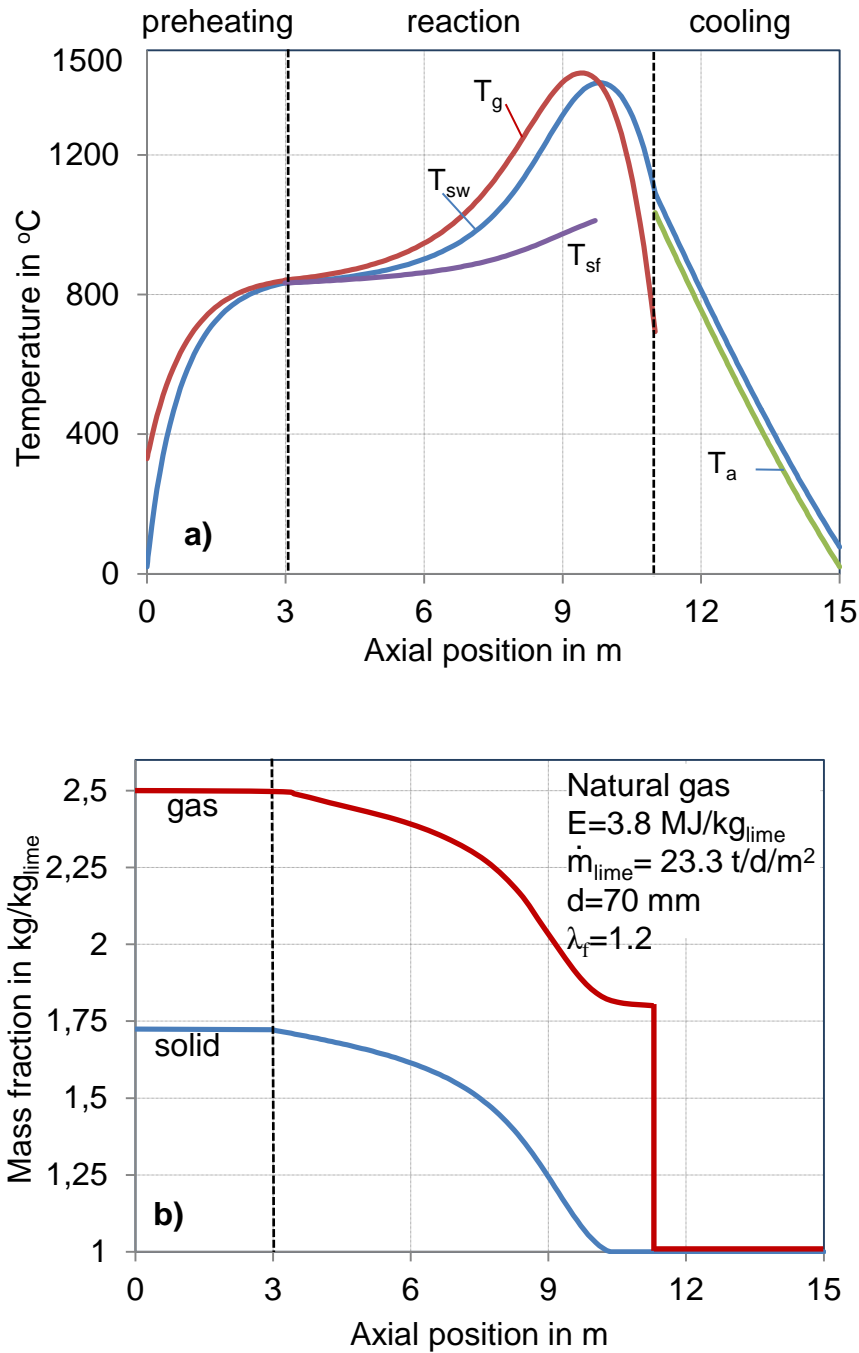 preheating reaction cooling
1500
1200
800
400
0
Temperature in °C
T_g
T_sw
T_sf
T_a
a)
0 3 6 9 12 15
Axial position in m
2,5
2,25
2
1,75
1,5
1,25
1
Mass fraction in kg/kg_lime
gas
solid
Natural gas
E=3.8 MJ/kg_lime
ṁ_lime= 23.3 t/d/m²
d=70 mm
λ_f=1.2
b)
0 3 6 9 12 15
Axial position in m